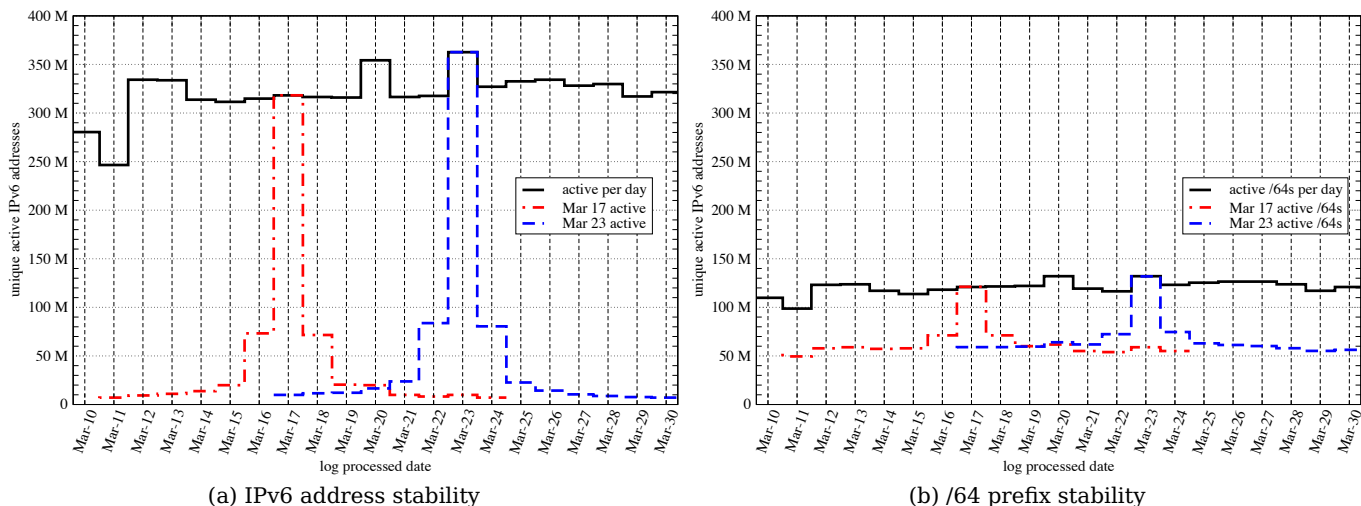 400 M
350 M
300 M
250 M
200 M
150 M
100 M
50 M
0
unique active IPv6 addresses
active per day
Mar 17 active
Mar 23 active
Mar-10
Mar-11
Mar-12
Mar-13
Mar-14
Mar-15
Mar-16
Mar-17
Mar-18
Mar-19
Mar-20
Mar-21
Mar-22
Mar-23
Mar-24
Mar-25
Mar-26
Mar-27
Mar-28
Mar-29
Mar-30
log processed date
(a) IPv6 address stability
400 M
350 M
300 M
250 M
200 M
150 M
100 M
50 M
0
unique active IPv6 addresses
active /64s per day
Mar 17 active /64s
Mar 23 active /64s
Mar-10
Mar-11
Mar-12
Mar-13
Mar-14
Mar-15
Mar-16
Mar-17
Mar-18
Mar-19
Mar-20
Mar-21
Mar-22
Mar-23
Mar-24
Mar-25
Mar-26
Mar-27
Mar-28
Mar-29
Mar-30
log processed date
(b) /64 prefix stability